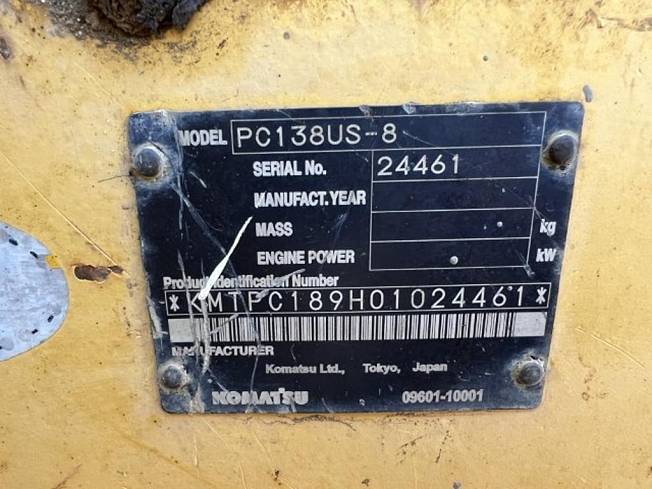 MODEL PC138US-8
SERIAL No. 24461
MANUFACT.YEAR
MASS kg
ENGINE POWER kW
Product Identification Number
*KMTPC189H01024461*
MANUFACTURER
Komatsu Ltd., Tokyo, Japan
KOMATSU 09601-10001